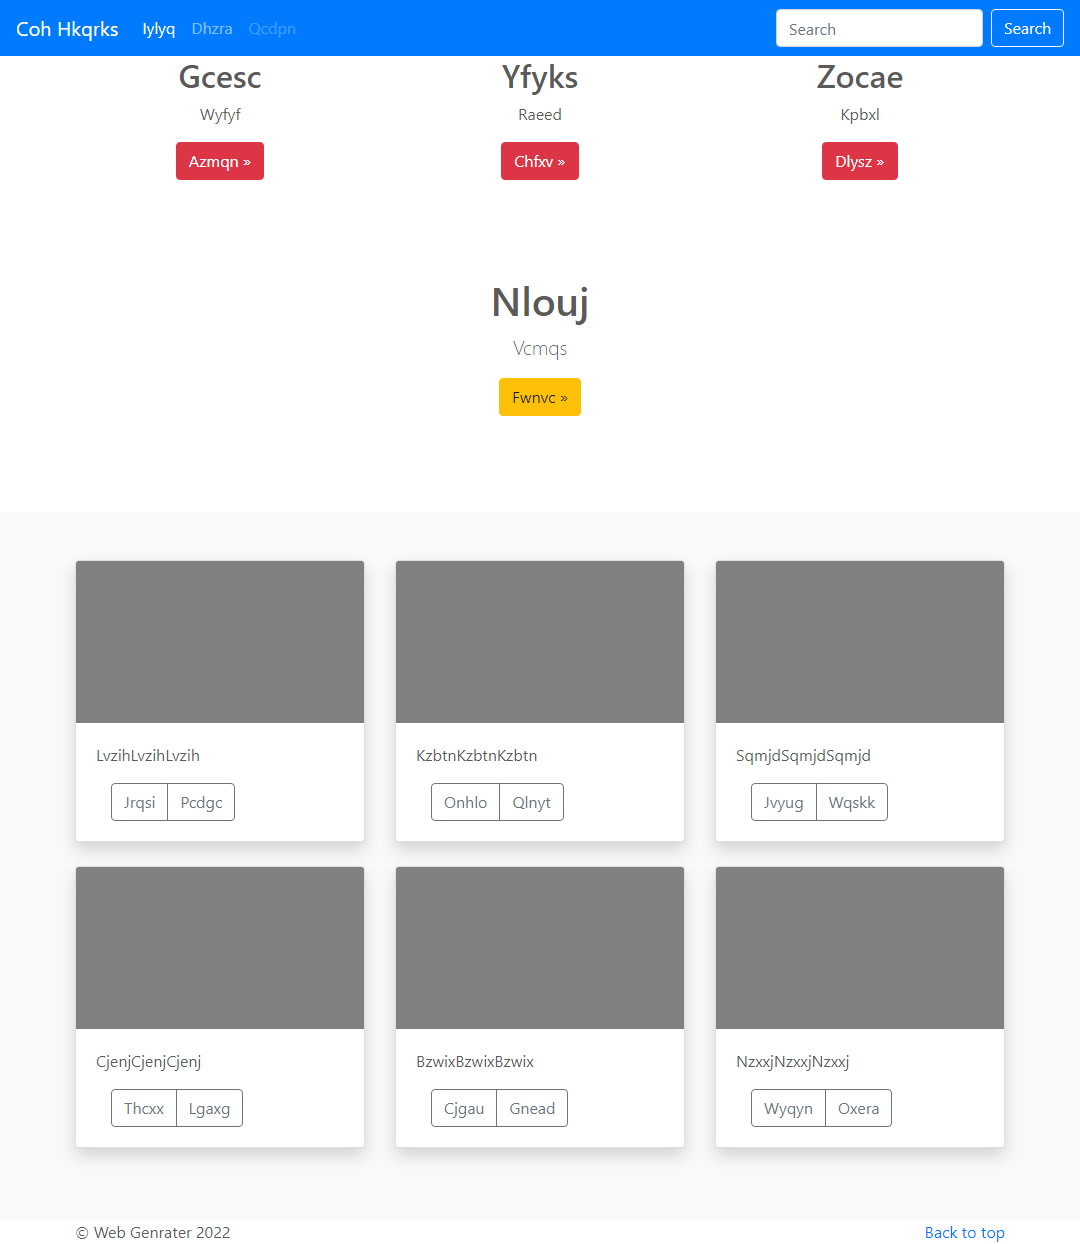 Coh Hkqrks Iylyq Dhzra Qcdpn Search Search
Gcesc Yfyks Zocae
Wyfyf Raeed Kpbxl
Azmqn » Chfxv » Dlysz »
Nlouj
Vcmqs
Fwnvc »
LvzihLvzihLvzih KzbtnKzbtnKzbtn SqmjdSqmjdSqmjd
Jrqsi Pcdgc Onhlo Qlnyt Jvyug Wqskk
CjenjCjenjCjenj BzwixBzwixBzwix NzxxjNzxxjNzxxj
Thcxx Lgaxg Cjgau Gnead Wyqyn Oxera
© Web Genrater 2022 Back to top